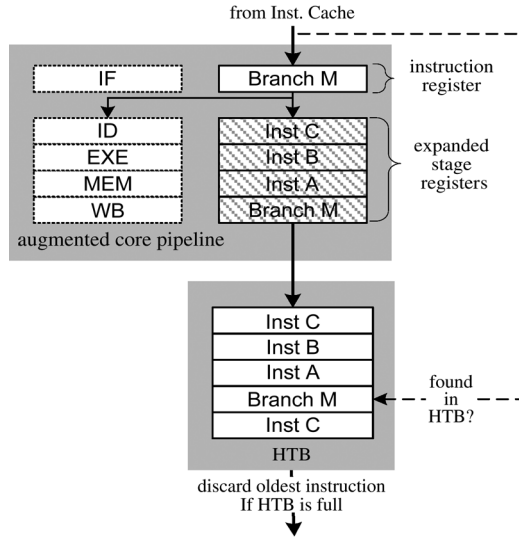 from Inst. Cache
IF
Branch M
instruction
register
ID
EXE
MEM
WB
Inst C
Inst B
Inst A
Branch M
expanded
stage
registers
augmented core pipeline
Inst C
Inst B
Inst A
Branch M
Inst C
HTB
found
in
HTB?
discard oldest instruction
If HTB is full